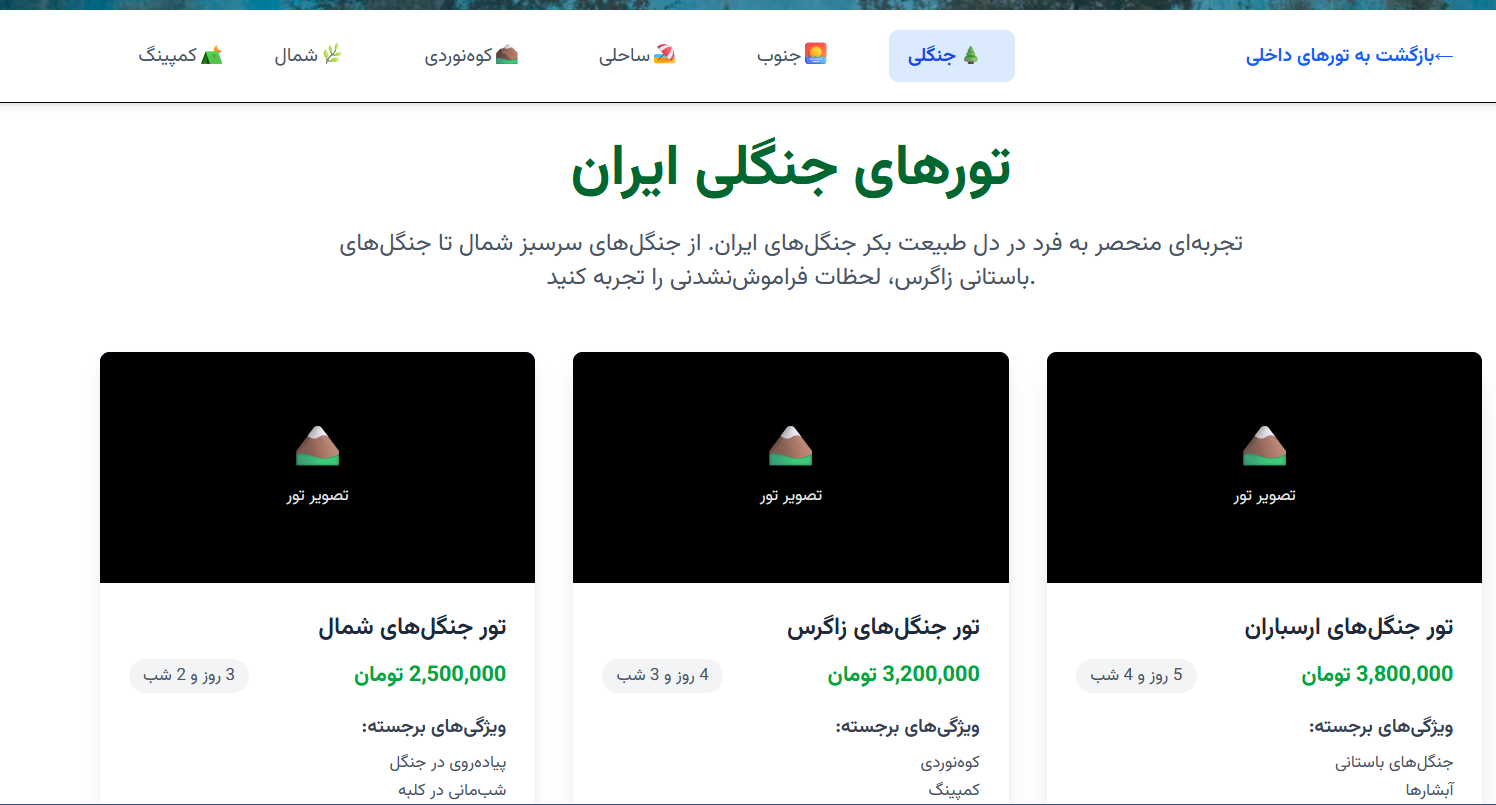 ←بازگشت به تورهای داخلی
🌲 جنگلی
🌅 جنوب
🏖️ ساحلی
⛰️ کوه‌نوردی
🌿 شمال
🏕️ کمپینگ
تورهای جنگلی ایران
تجربه‌ای منحصر به فرد در دل طبیعت بکر جنگل‌های ایران. از جنگل‌های سرسبز شمال تا جنگل‌های
.باستانی زاگرس، لحظات فراموش‌نشدنی را تجربه کنید
تصویر تور
تور جنگل‌های ارسباران
3,800,000 تومان
5 روز و 4 شب
ویژگی‌های برجسته:
جنگل‌های باستانی
آبشارها
تصویر تور
تور جنگل‌های زاگرس
3,200,000 تومان
4 روز و 3 شب
ویژگی‌های برجسته:
کوه‌نوردی
کمپینگ
تصویر تور
تور جنگل‌های شمال
2,500,000 تومان
3 روز و 2 شب
ویژگی‌های برجسته:
پیاده‌روی در جنگل
شب‌مانی در کلبه